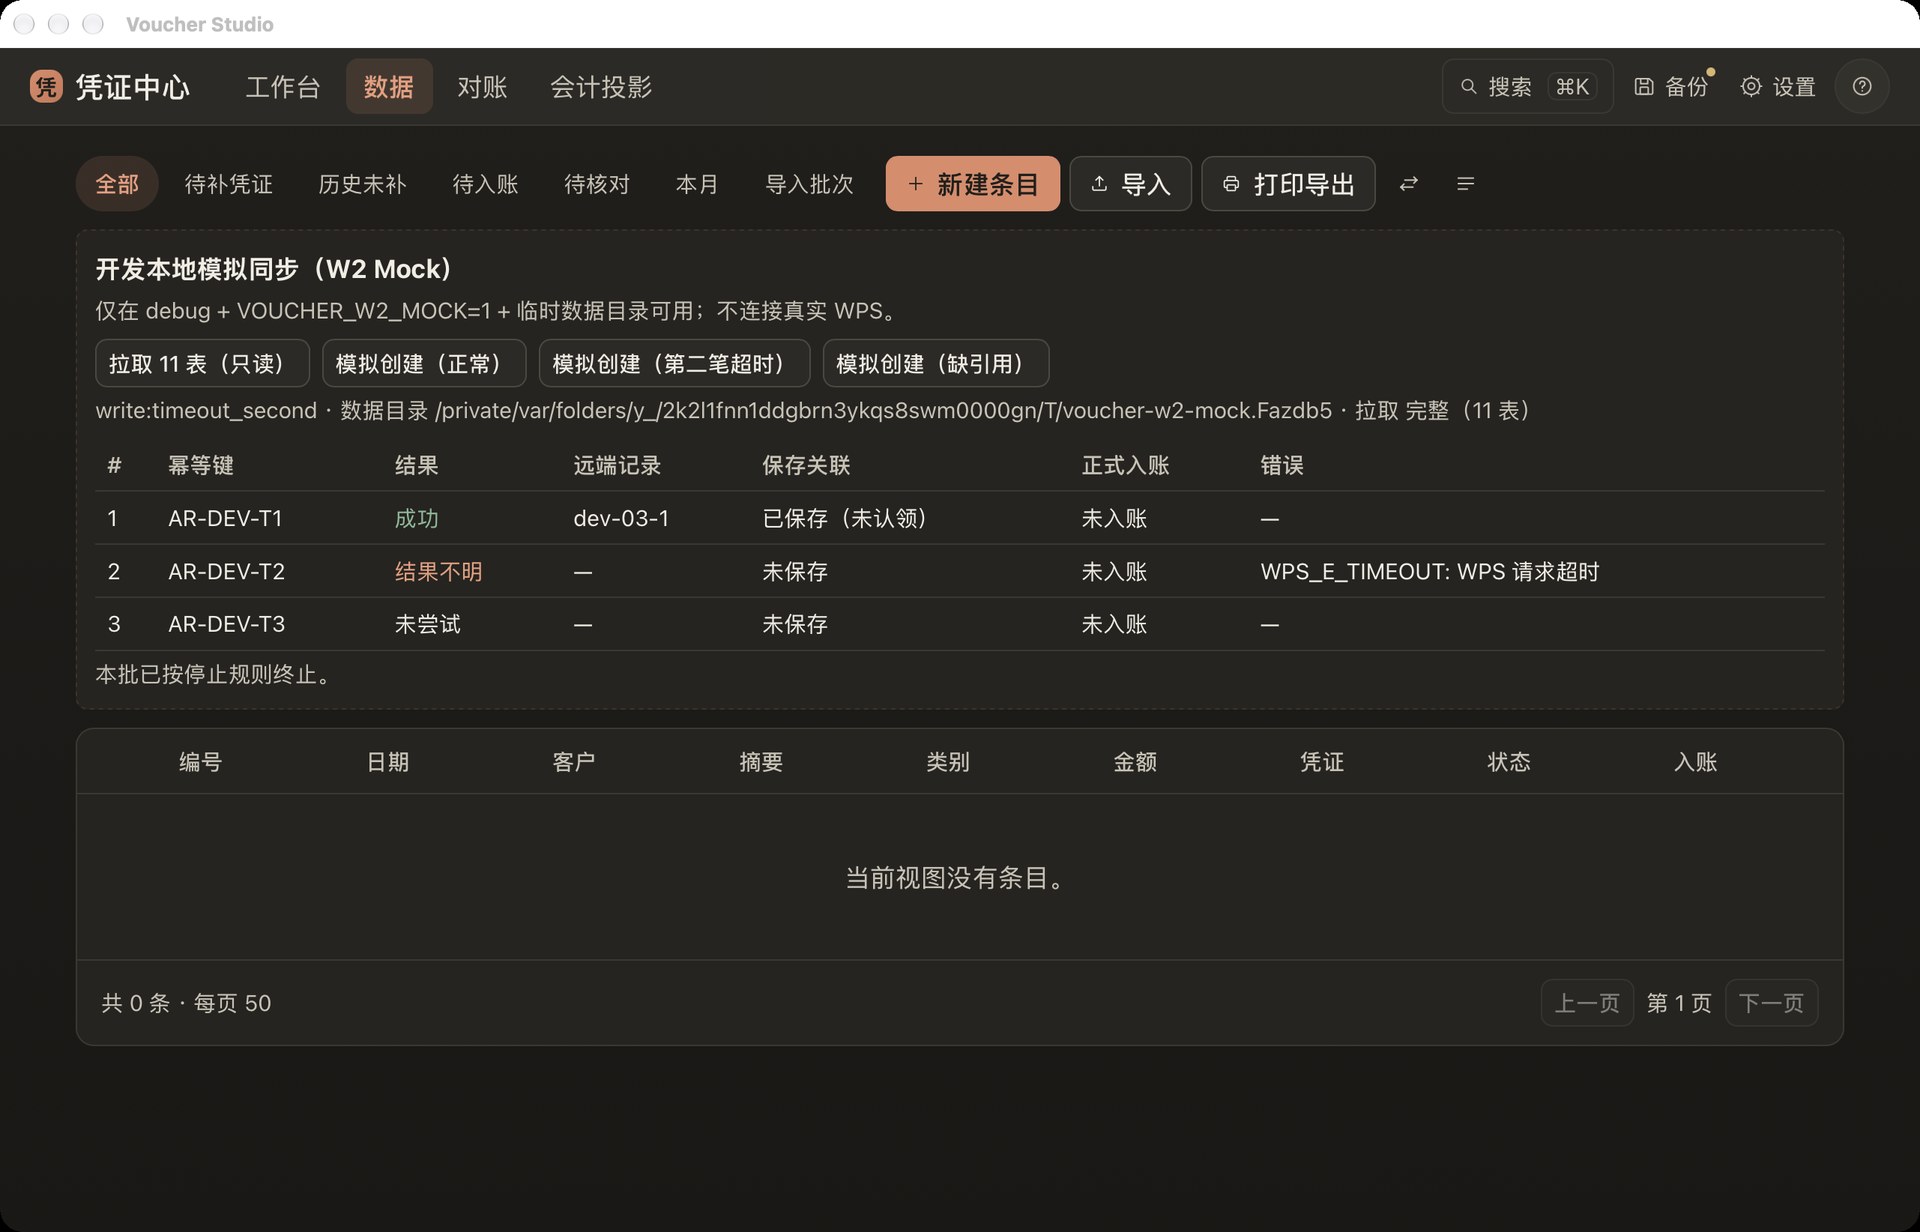 Voucher Studio
凭 凭证中心 工作台 数据 对账 会计投影 搜索 ⌘K 备份 设置 ?
全部 待补凭证 历史未补 待入账 待核对 本月 导入批次 + 新建条目 导入 打印导出
开发本地模拟同步（W2 Mock）
仅在 debug + VOUCHER_W2_MOCK=1 + 临时数据目录可用；不连接真实 WPS。
拉取 11 表（只读） 模拟创建（正常） 模拟创建（第二笔超时） 模拟创建（缺引用）
write:timeout_second · 数据目录 /private/var/folders/y_/2k2l1fnn1ddgbrn3ykqs8swm0000gn/T/voucher-w2-mock.Fazdb5 · 拉取 完整（11 表）
# 幂等键 结果 远端记录 保存关联 正式入账 错误
1 AR-DEV-T1 成功 dev-03-1 已保存（未认领） 未入账 —
2 AR-DEV-T2 结果不明 — 未保存 未入账 WPS_E_TIMEOUT: WPS 请求超时
3 AR-DEV-T3 未尝试 — 未保存 未入账 —
本批已按停止规则终止。
编号 日期 客户 摘要 类别 金额 凭证 状态 入账
当前视图没有条目。
共 0 条 · 每页 50 上一页 第 1 页 下一页